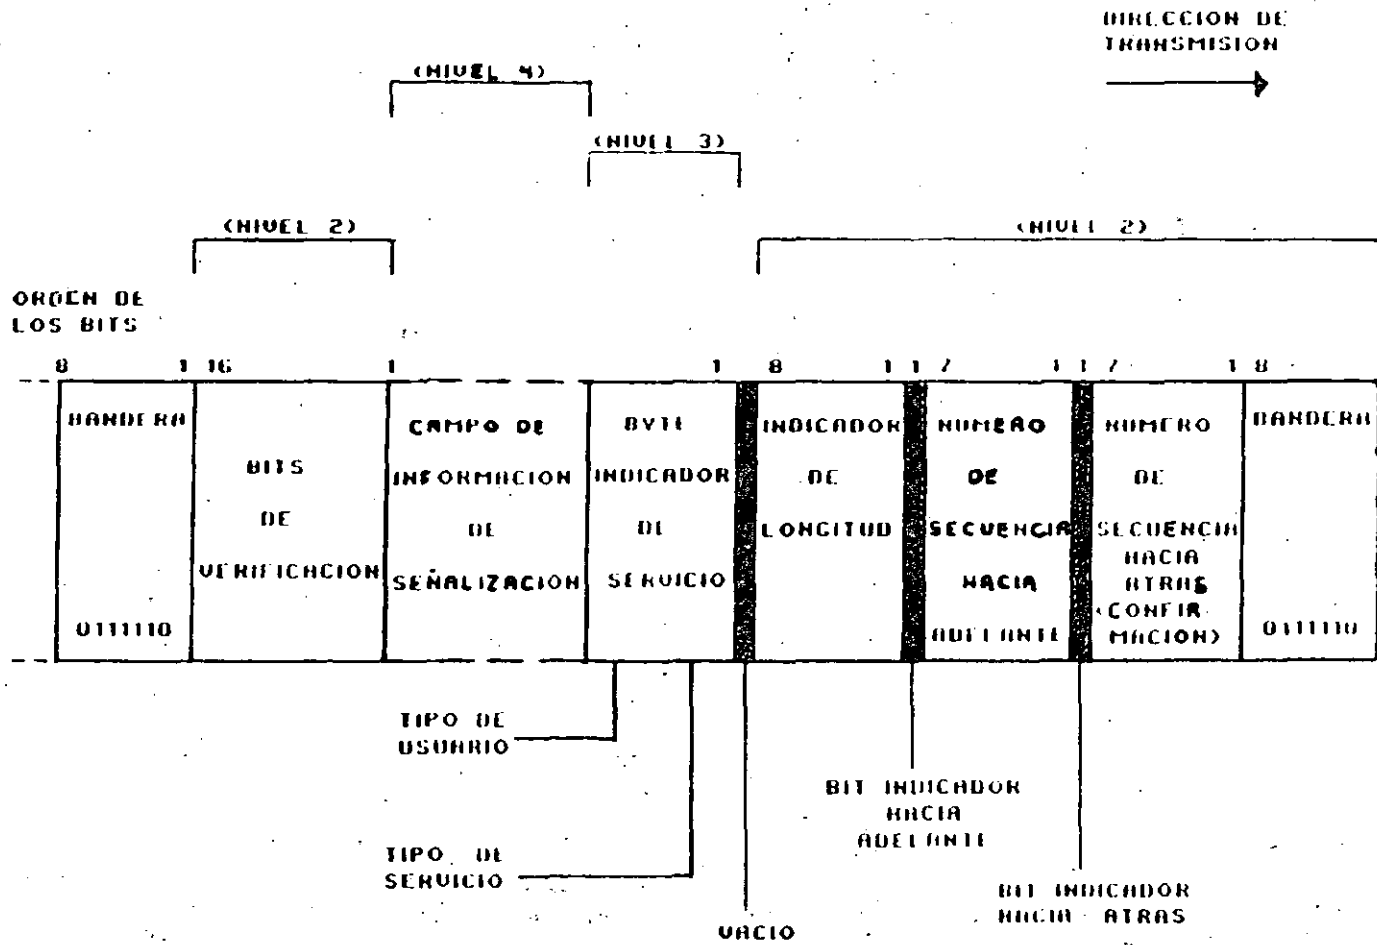 DIRECCION DE
TRANSMISION
(NIVEL 4)
(NIVEL 3)
(NIVEL 2)
(NIVEL 2)
ORDEN DE
LOS BITS
8 1 16 1 1 8 1 1 7 1 1 7 1 8
BANDERA
0111110
BITS
DE
VERIFICACION
CAMPO DE
INFORMACION
DE
SEÑALIZACION
BYTE
INDICADOR
DE
SERVICIO
INDICADOR
DE
LONGITUD
NUMERO
DE
SECUENCIA
HACIA
ADELANTE
NUMERO
DE
SECUENCIA
HACIA
ATRAS
(CONFIR
MACION)
BANDERA
0111110
TIPO DE
USUARIO
TIPO DE
SERVICIO
VACIO
BIT INDICADOR
HACIA
ADELANTE
BIT INDICADOR
HACIA ATRAS